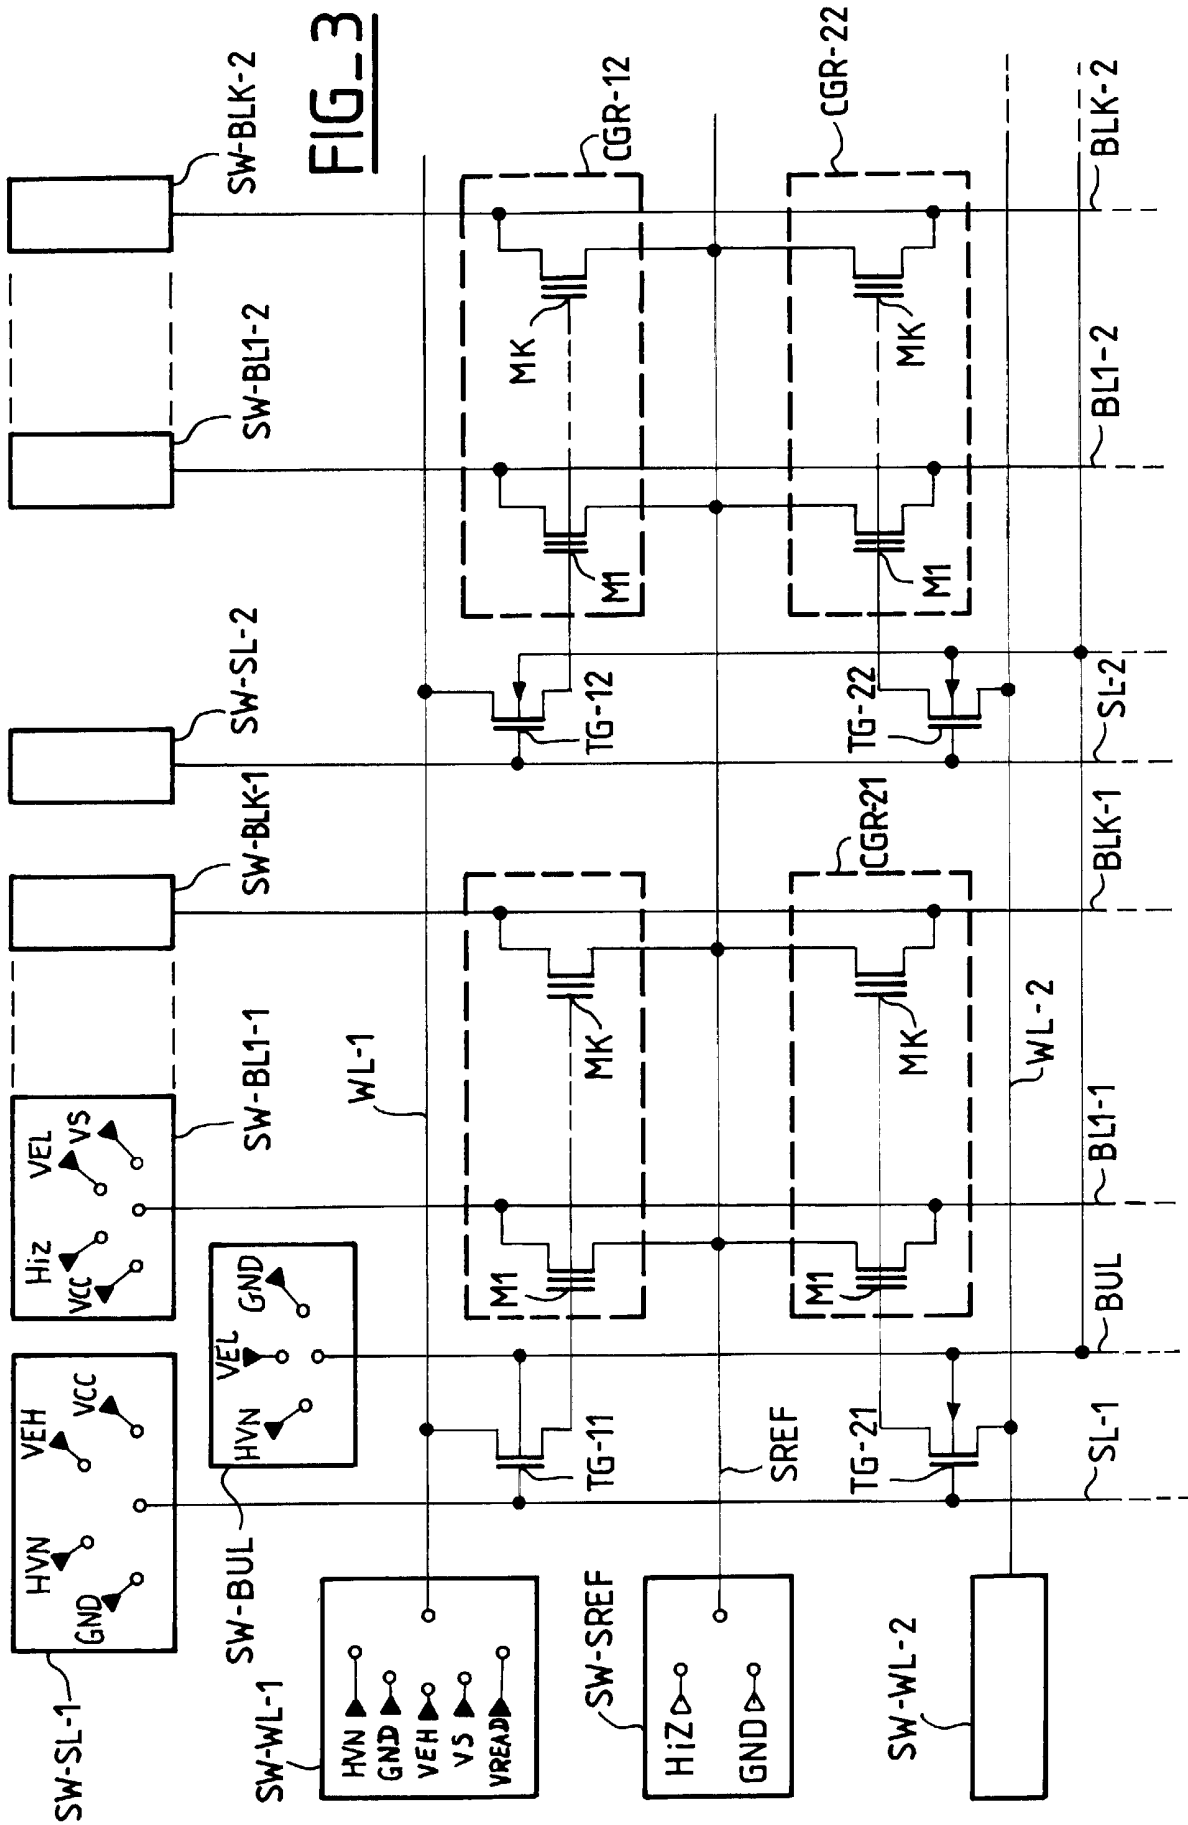 FIG_3
SW-SL-1
HVN
GND
VEH
VCC
SW-BUL
HVN
VEL
GND
SW-BL1-1
VCC
HiZ
VEL
VS
SW-BLK-1
SW-SL-2
SW-BL1-2
SW-BLK-2
SW-WL-1
HVN
GND
VEH
VS
VREAD
WL-1
TG-11
M1
MK
TG-12
M1
MK
CGR-12
SW-SREF
HiZ
GND
SREF
TG-21
M1
MK
CGR-21
TG-22
M1
MK
CGR-22
SW-WL-2
WL-2
SL-1
BUL
BL1-1
BLK-1
SL-2
BL1-2
BLK-2